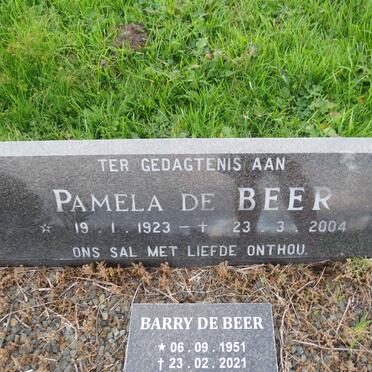 TER GEDAGTENIS AAN
PAMELA DE BEER
☆ 19.1.1923 – ✝ 23.3.2004
ONS SAL MET LIEFDE ONTHOU.
BARRY DE BEER
★ 06.09.1951
✝ 23.02.2021